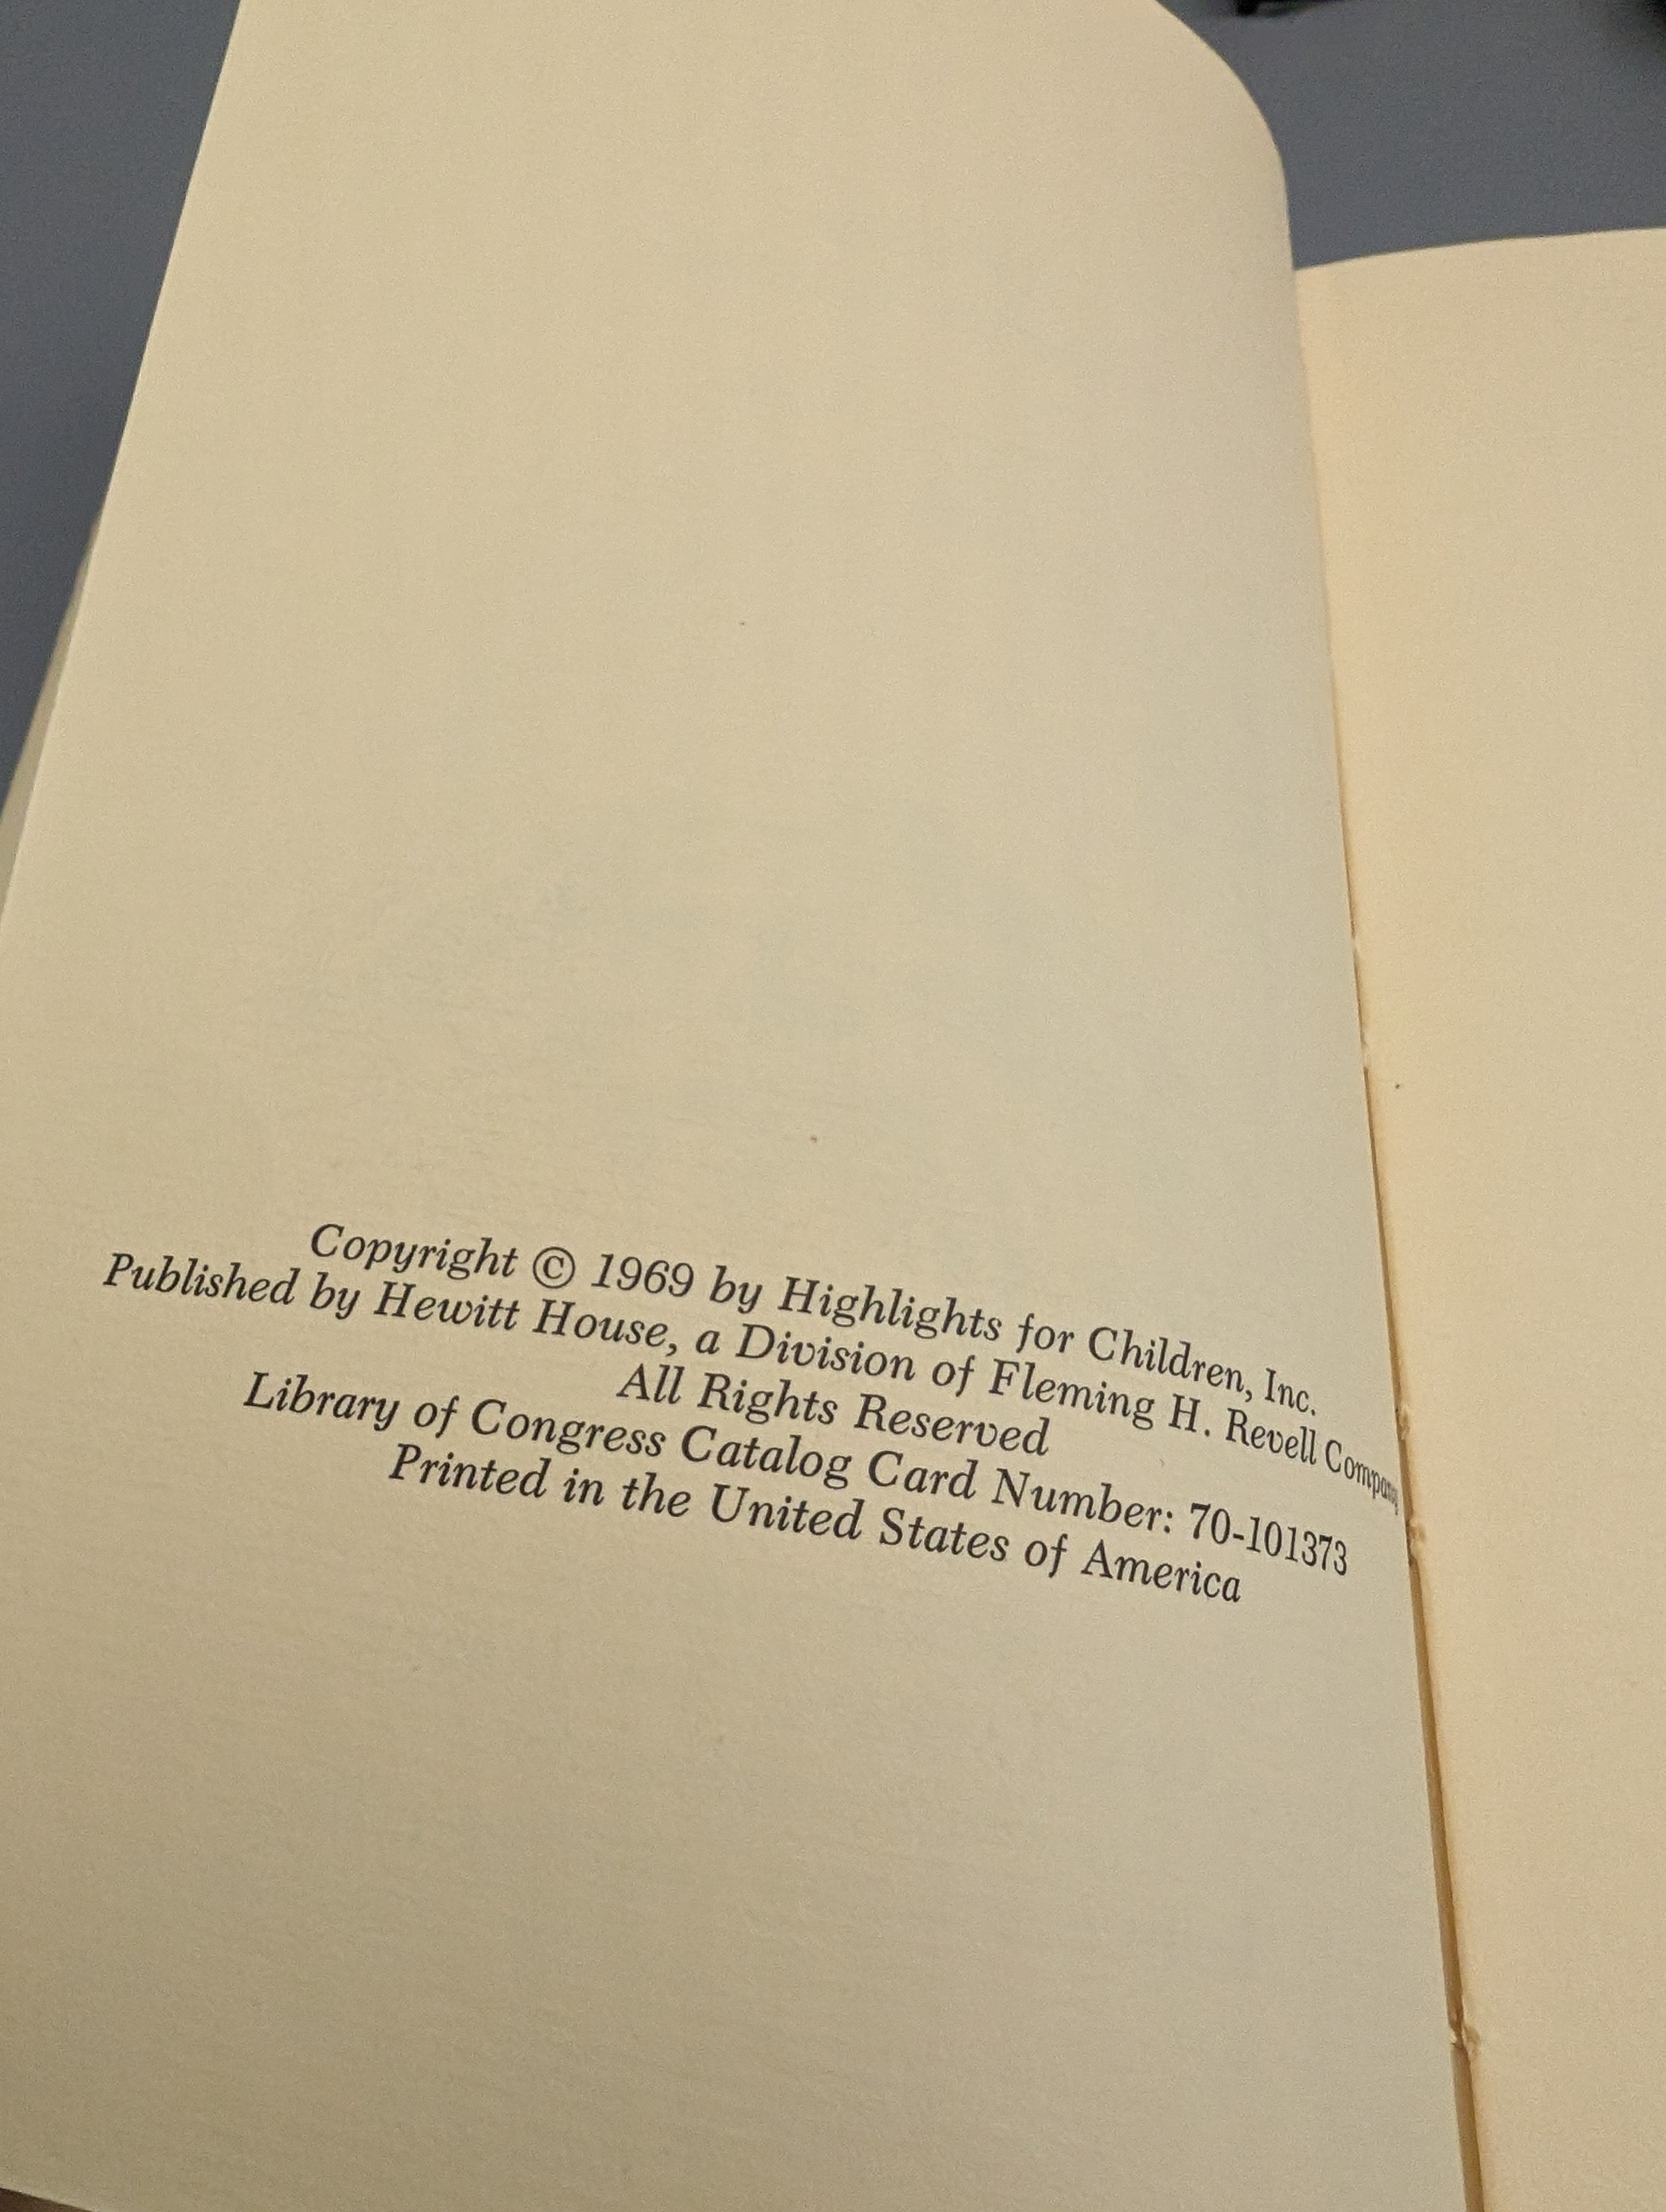 Copyright © 1969 by Highlights for Children, Inc.
Published by Hewitt House, a Division of Fleming H. Revell Company
All Rights Reserved
Library of Congress Catalog Card Number: 70-101373
Printed in the United States of America